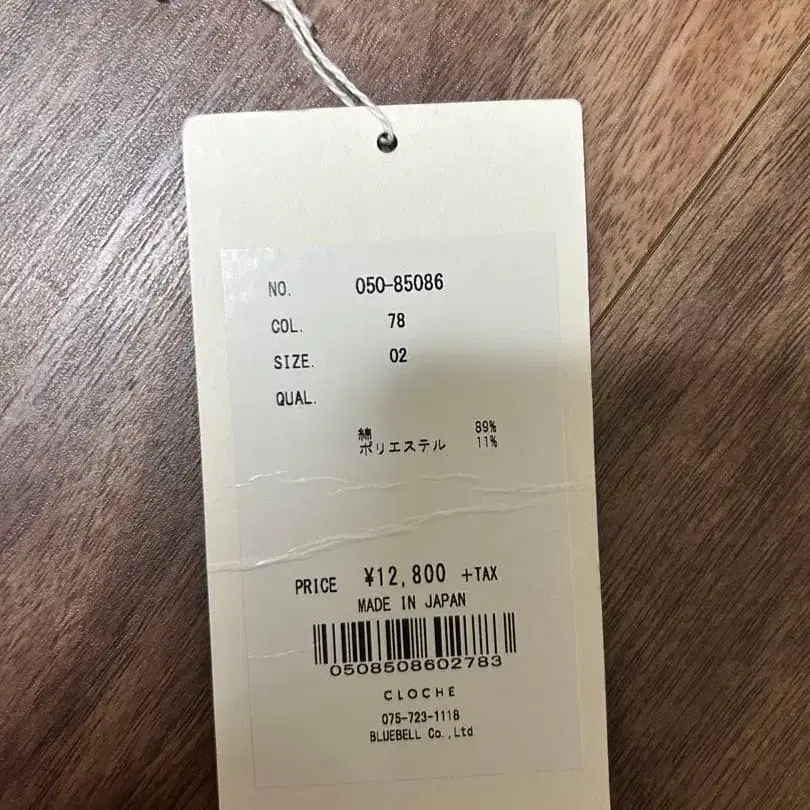 NO. 050-85086
COL. 78
SIZE. 02
QUAL.
綿 89%
ポリエステル 11%
PRICE ¥12,800 +TAX
MADE IN JAPAN
0508508602783
CLOCHE
075-723-1118
BLUEBELL Co.,Ltd